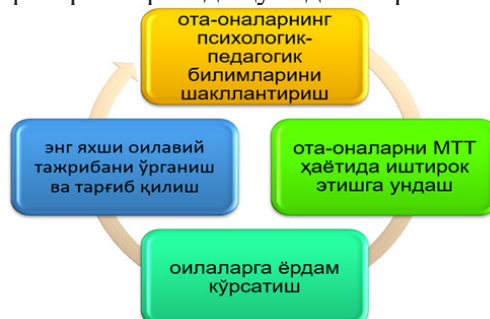 ота-оналарнинг
психологик-
педагогик
билимларини
шакллантириш
энг яхши оилавий
тажрибани ўрганиш
ва тарғиб қилиш
ота-оналарни МТТ
ҳаётида иштирок
этишга ундаш
оилаларга ёрдам
кўрсатиш